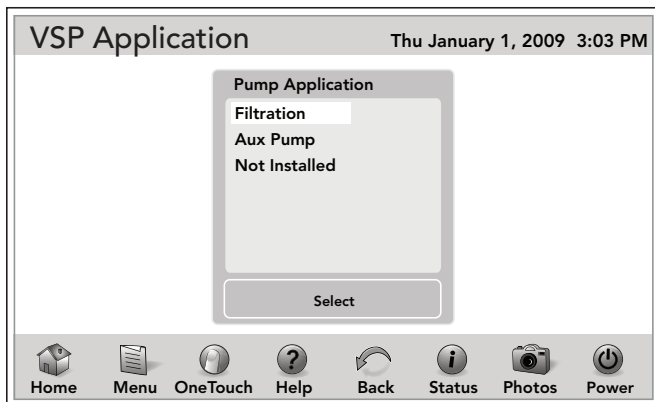 VSP Application Thu January 1, 2009 3:03 PM
Pump Application
Filtration
Aux Pump
Not Installed
Select
Home Menu OneTouch Help Back Status Photos Power